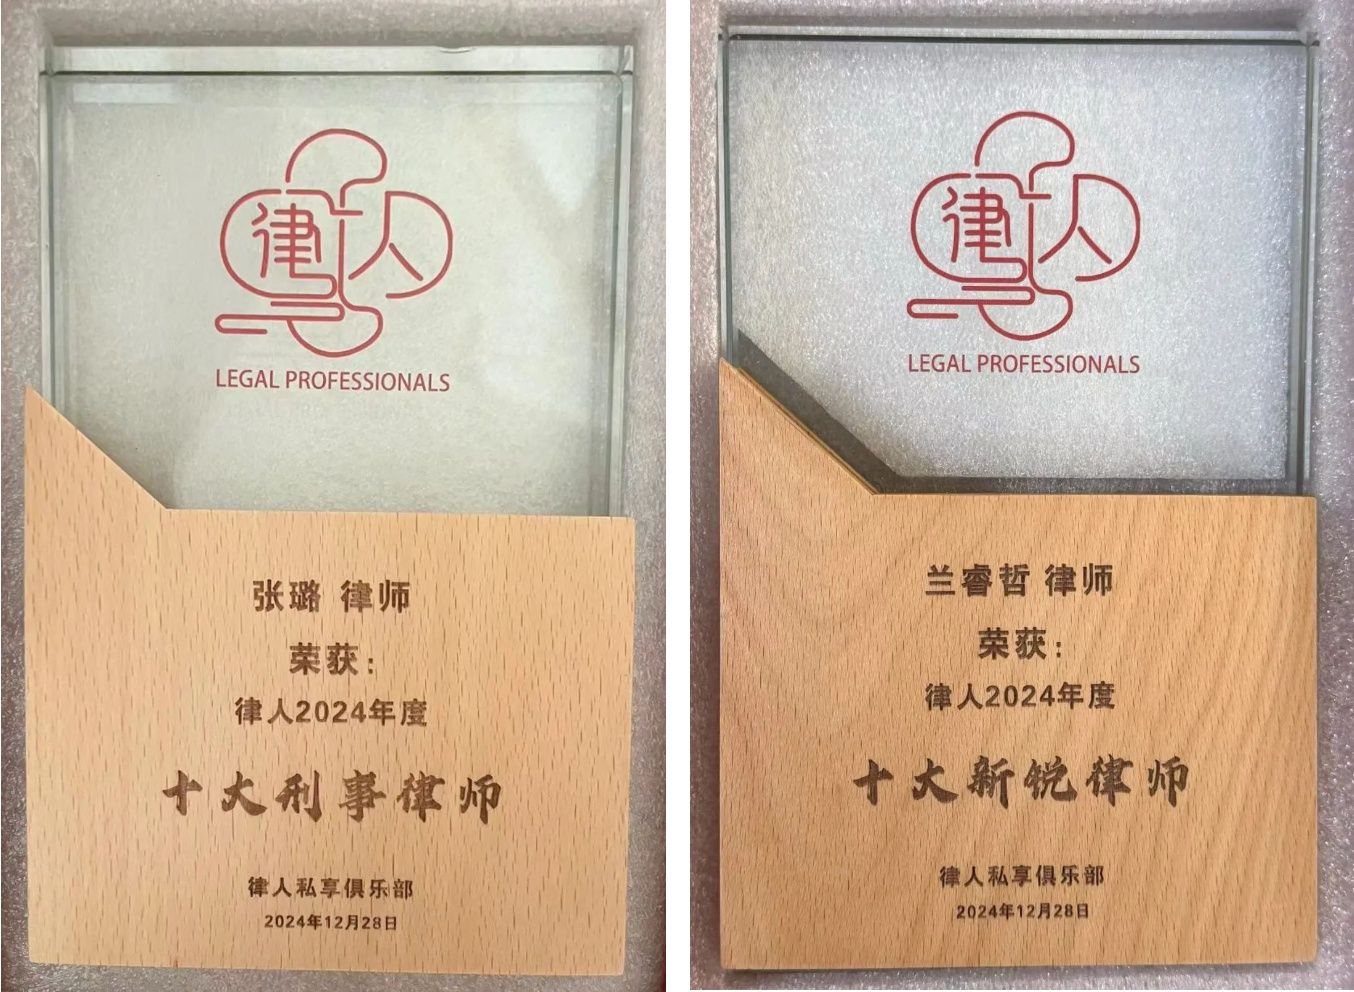 律人
LEGAL PROFESSIONALS
张璐 律师
荣获：
律人2024年度
十大刑事律师
律人私享俱乐部
2024年12月28日
律人
LEGAL PROFESSIONALS
兰睿哲 律师
荣获：
律人2024年度
十大新锐律师
律人私享俱乐部
2024年12月28日